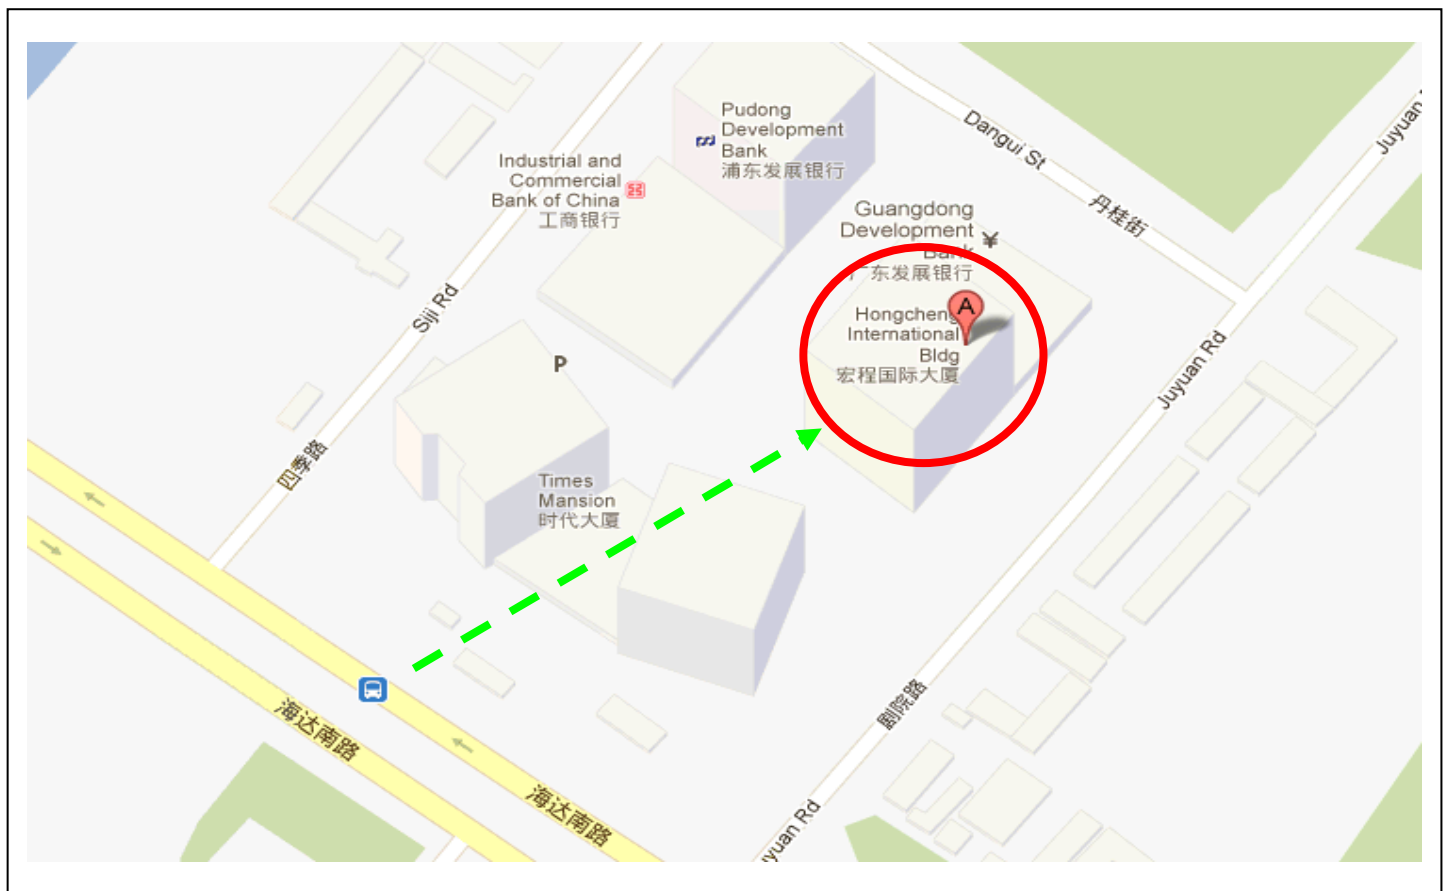 Pudong
Development
Bank
浦东发展银行
Industrial and
Commercial
Bank of China
工商银行
Dangui St
丹桂街
Juyuan
Guangdong
Development
Bank
广东发展银行
¥
A
Hongcheng
International
Bldg
宏程国际大厦
Siji Rd
四季路
P
Juyuan Rd
Times
Mansion
时代大厦
剧院路
海达南路
海达南路
yuan Rd